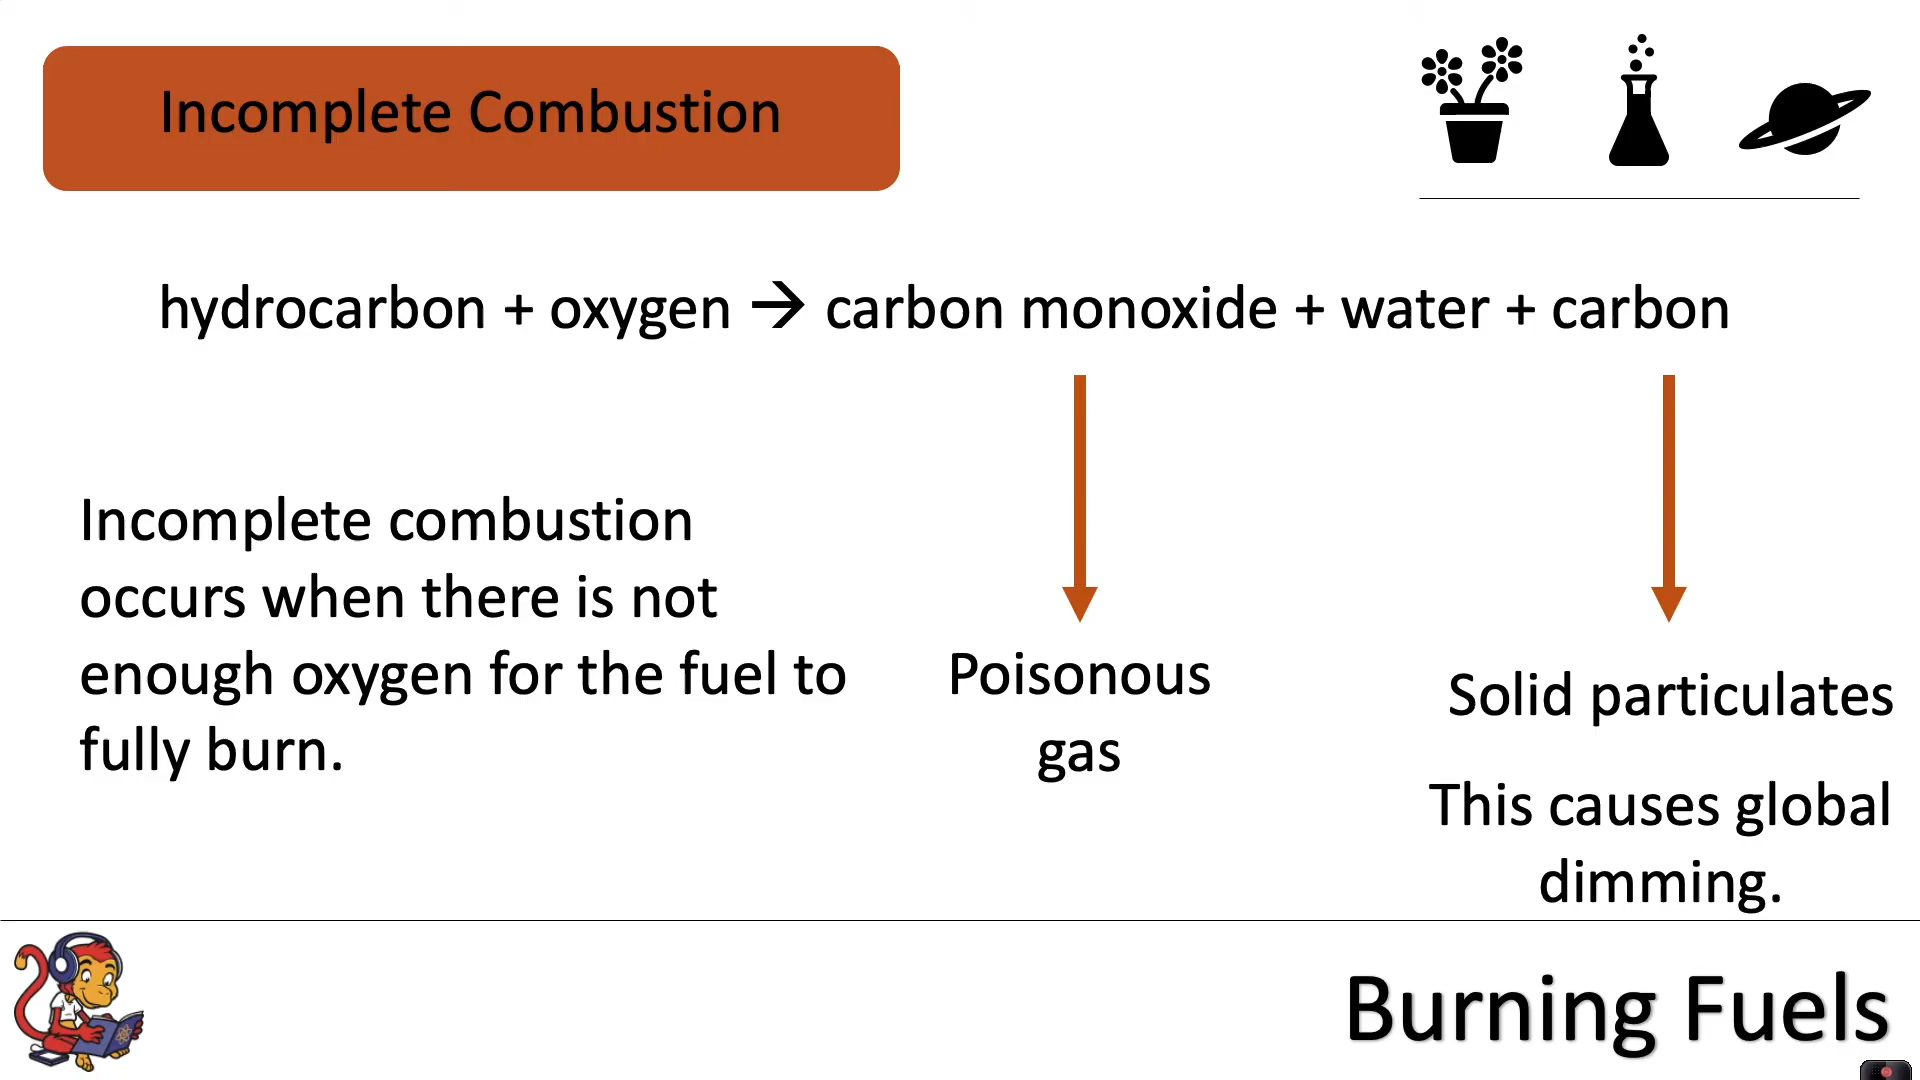 Incomplete Combustion
hydrocarbon + oxygen → carbon monoxide + water + carbon
Incomplete combustion
occurs when there is not
enough oxygen for the fuel to
fully burn.
Poisonous
gas
Solid particulates
This causes global
dimming.
Burning Fuels